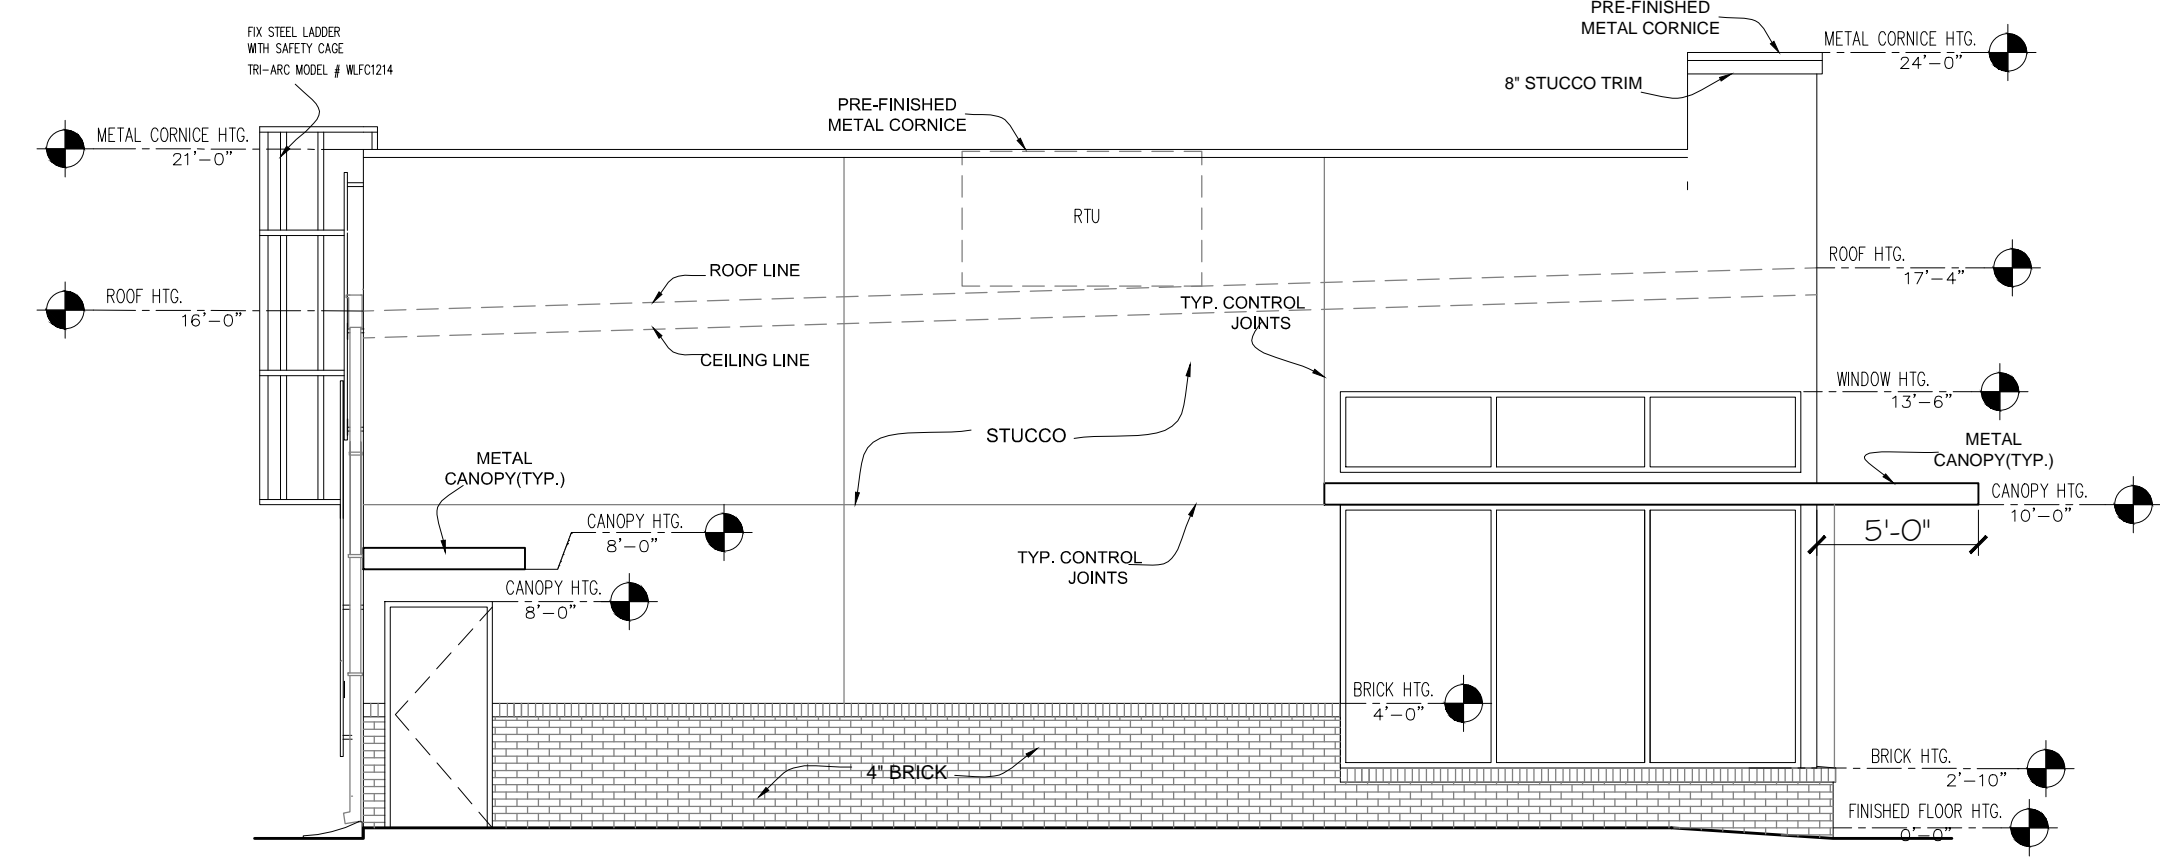 PRE-FINISHED
METAL CORNICE
FIX STEEL LADDER
WITH SAFETY CAGE
TRI-ARC MODEL # WLFC1214
METAL CORNICE HTG.
24'-0"
8" STUCCO TRIM
PRE-FINISHED
METAL CORNICE
METAL CORNICE HTG.
21'-0"
RTU
ROOF LINE
ROOF HTG.
17'-4"
ROOF HTG.
16'-0"
TYP. CONTROL
JOINTS
CEILING LINE
WINDOW HTG.
13'-6"
STUCCO
METAL
CANOPY(TYP.)
METAL
CANOPY(TYP.)
CANOPY HTG.
10'-0"
CANOPY HTG.
8'-0"
5'-0"
TYP. CONTROL
JOINTS
CANOPY HTG.
8'-0"
BRICK HTG.
4'-0"
4" BRICK
BRICK HTG.
2'-10"
FINISHED FLOOR HTG.
0'-0"